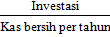 Investasi
Kas bersih per tahun